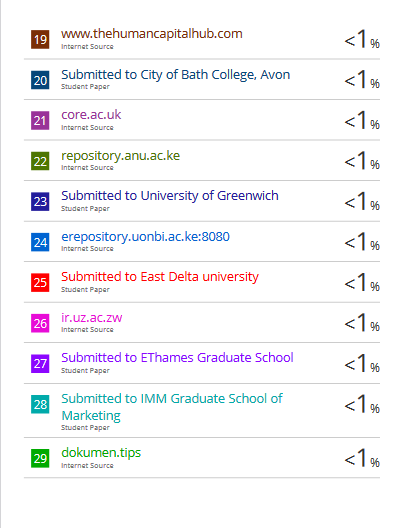 19 www.thehumancapitalhub.com <1%
Internet Source
20 Submitted to City of Bath College, Avon <1%
Student Paper
21 core.ac.uk <1%
Internet Source
22 repository.anu.ac.ke <1%
Internet Source
23 Submitted to University of Greenwich <1%
Student Paper
24 erepository.uonbi.ac.ke:8080 <1%
Internet Source
25 Submitted to East Delta university <1%
Student Paper
26 ir.uz.ac.zw <1%
Internet Source
27 Submitted to EThames Graduate School <1%
Student Paper
28 Submitted to IMM Graduate School of <1%
Marketing
Student Paper
29 dokumen.tips <1%
Internet Source